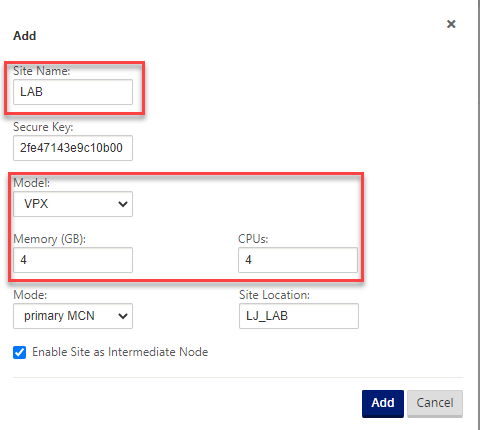 Add
Site Name:
LAB
Secure Key:
2fe47143e9c10b00
Model:
VPX
Memory (GB): CPUs:
4 4
Mode: Site Location:
primary MCN LJ_LAB
Enable Site as Intermediate Node
Add Cancel